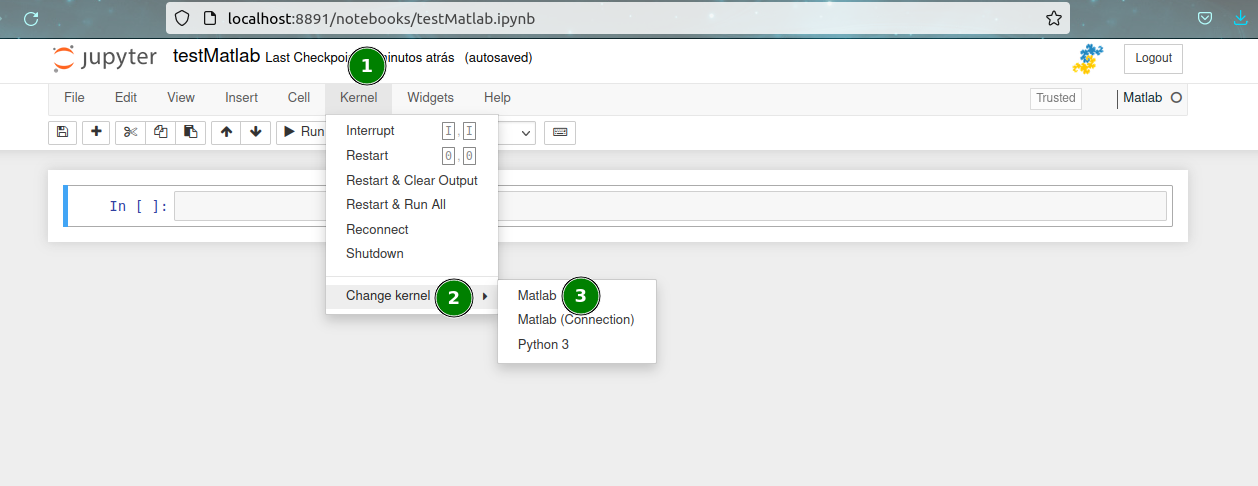 localhost:8891/notebooks/testMatlab.ipynb
jupyter testMatlab Last Checkpoi minutos atrás (autosaved) Logout
1
File Edit View Insert Cell Kernel Widgets Help Trusted Matlab
Run
Interrupt I,I
Restart 0,0
Restart & Clear Output
In [ ]:
Restart & Run All
Reconnect
Shutdown
Change kernel 2 Matlab 3
Matlab (Connection)
Python 3